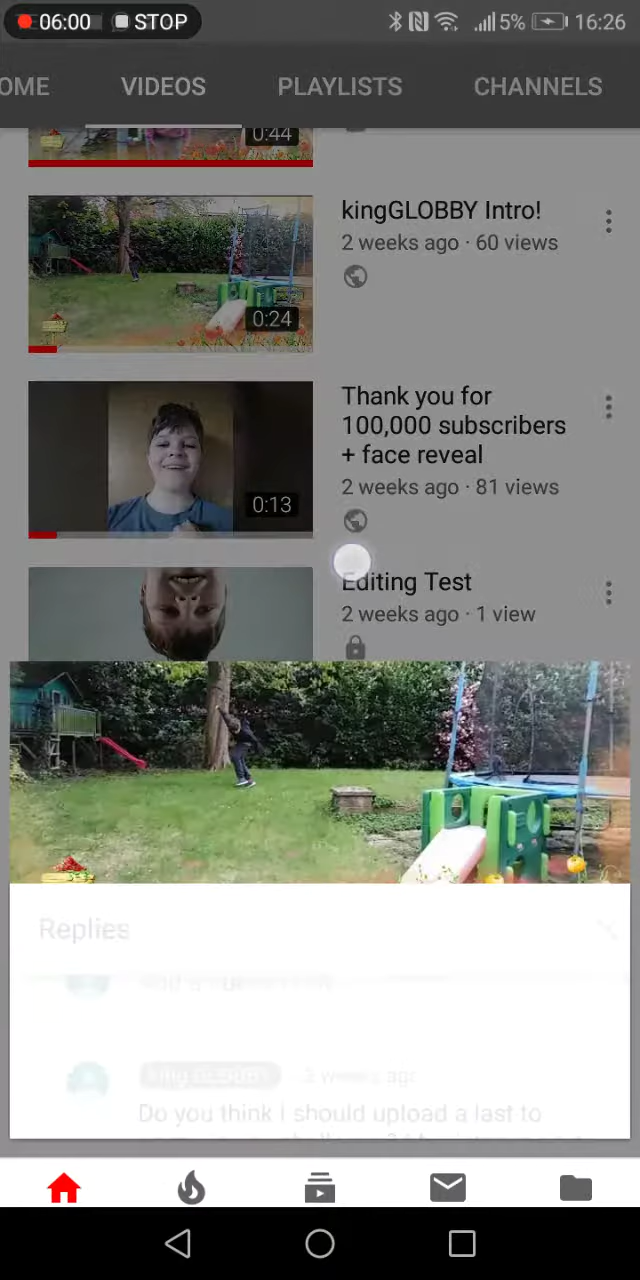 06:00 STOP 5% 16:26
OME VIDEOS PLAYLISTS CHANNELS
0:44
kingGLOBBY Intro!
2 weeks ago · 60 views
0:24
Thank you for
100,000 subscribers
+ face reveal
2 weeks ago · 81 views
0:13
Editing Test
2 weeks ago · 1 view
Replies
weeks ago
Do you think I should upload a last to